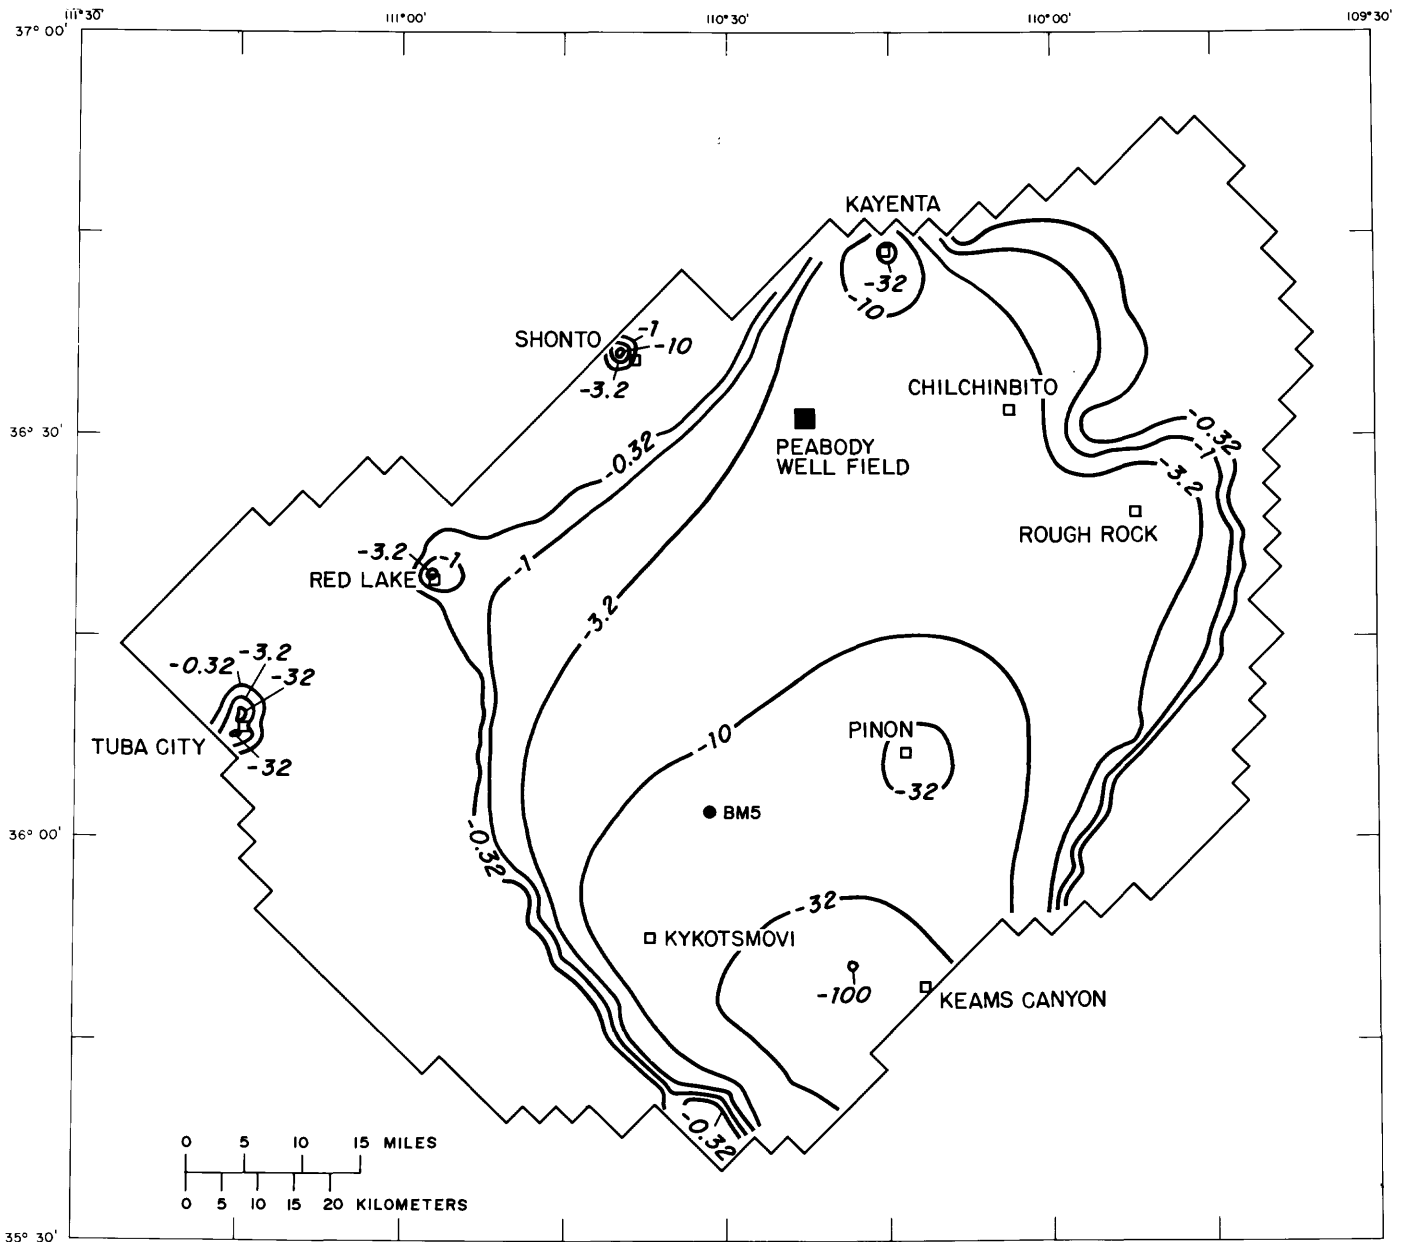 111°30'
111°00'
110°30'
110°00'
109°30'
37° 00'
KAYENTA
-32
-10
SHONTO
-1
-10
-3.2
CHILCHINBITO
36° 30'
PEABODY
WELL FIELD
-0.32
-0.32
-1
-3.2
ROUGH ROCK
-3.2
-1
RED LAKE
-1
-3.2
-0.32
-3.2
-32
TUBA CITY
-32
-10
PINON
-32
BM5
36° 00'
-0.32
-32
KYKOTSMOVI
-100
KEAMS CANYON
-0.32
0 5 10 15 MILES
0 5 10 15 20 KILOMETERS
35° 30'